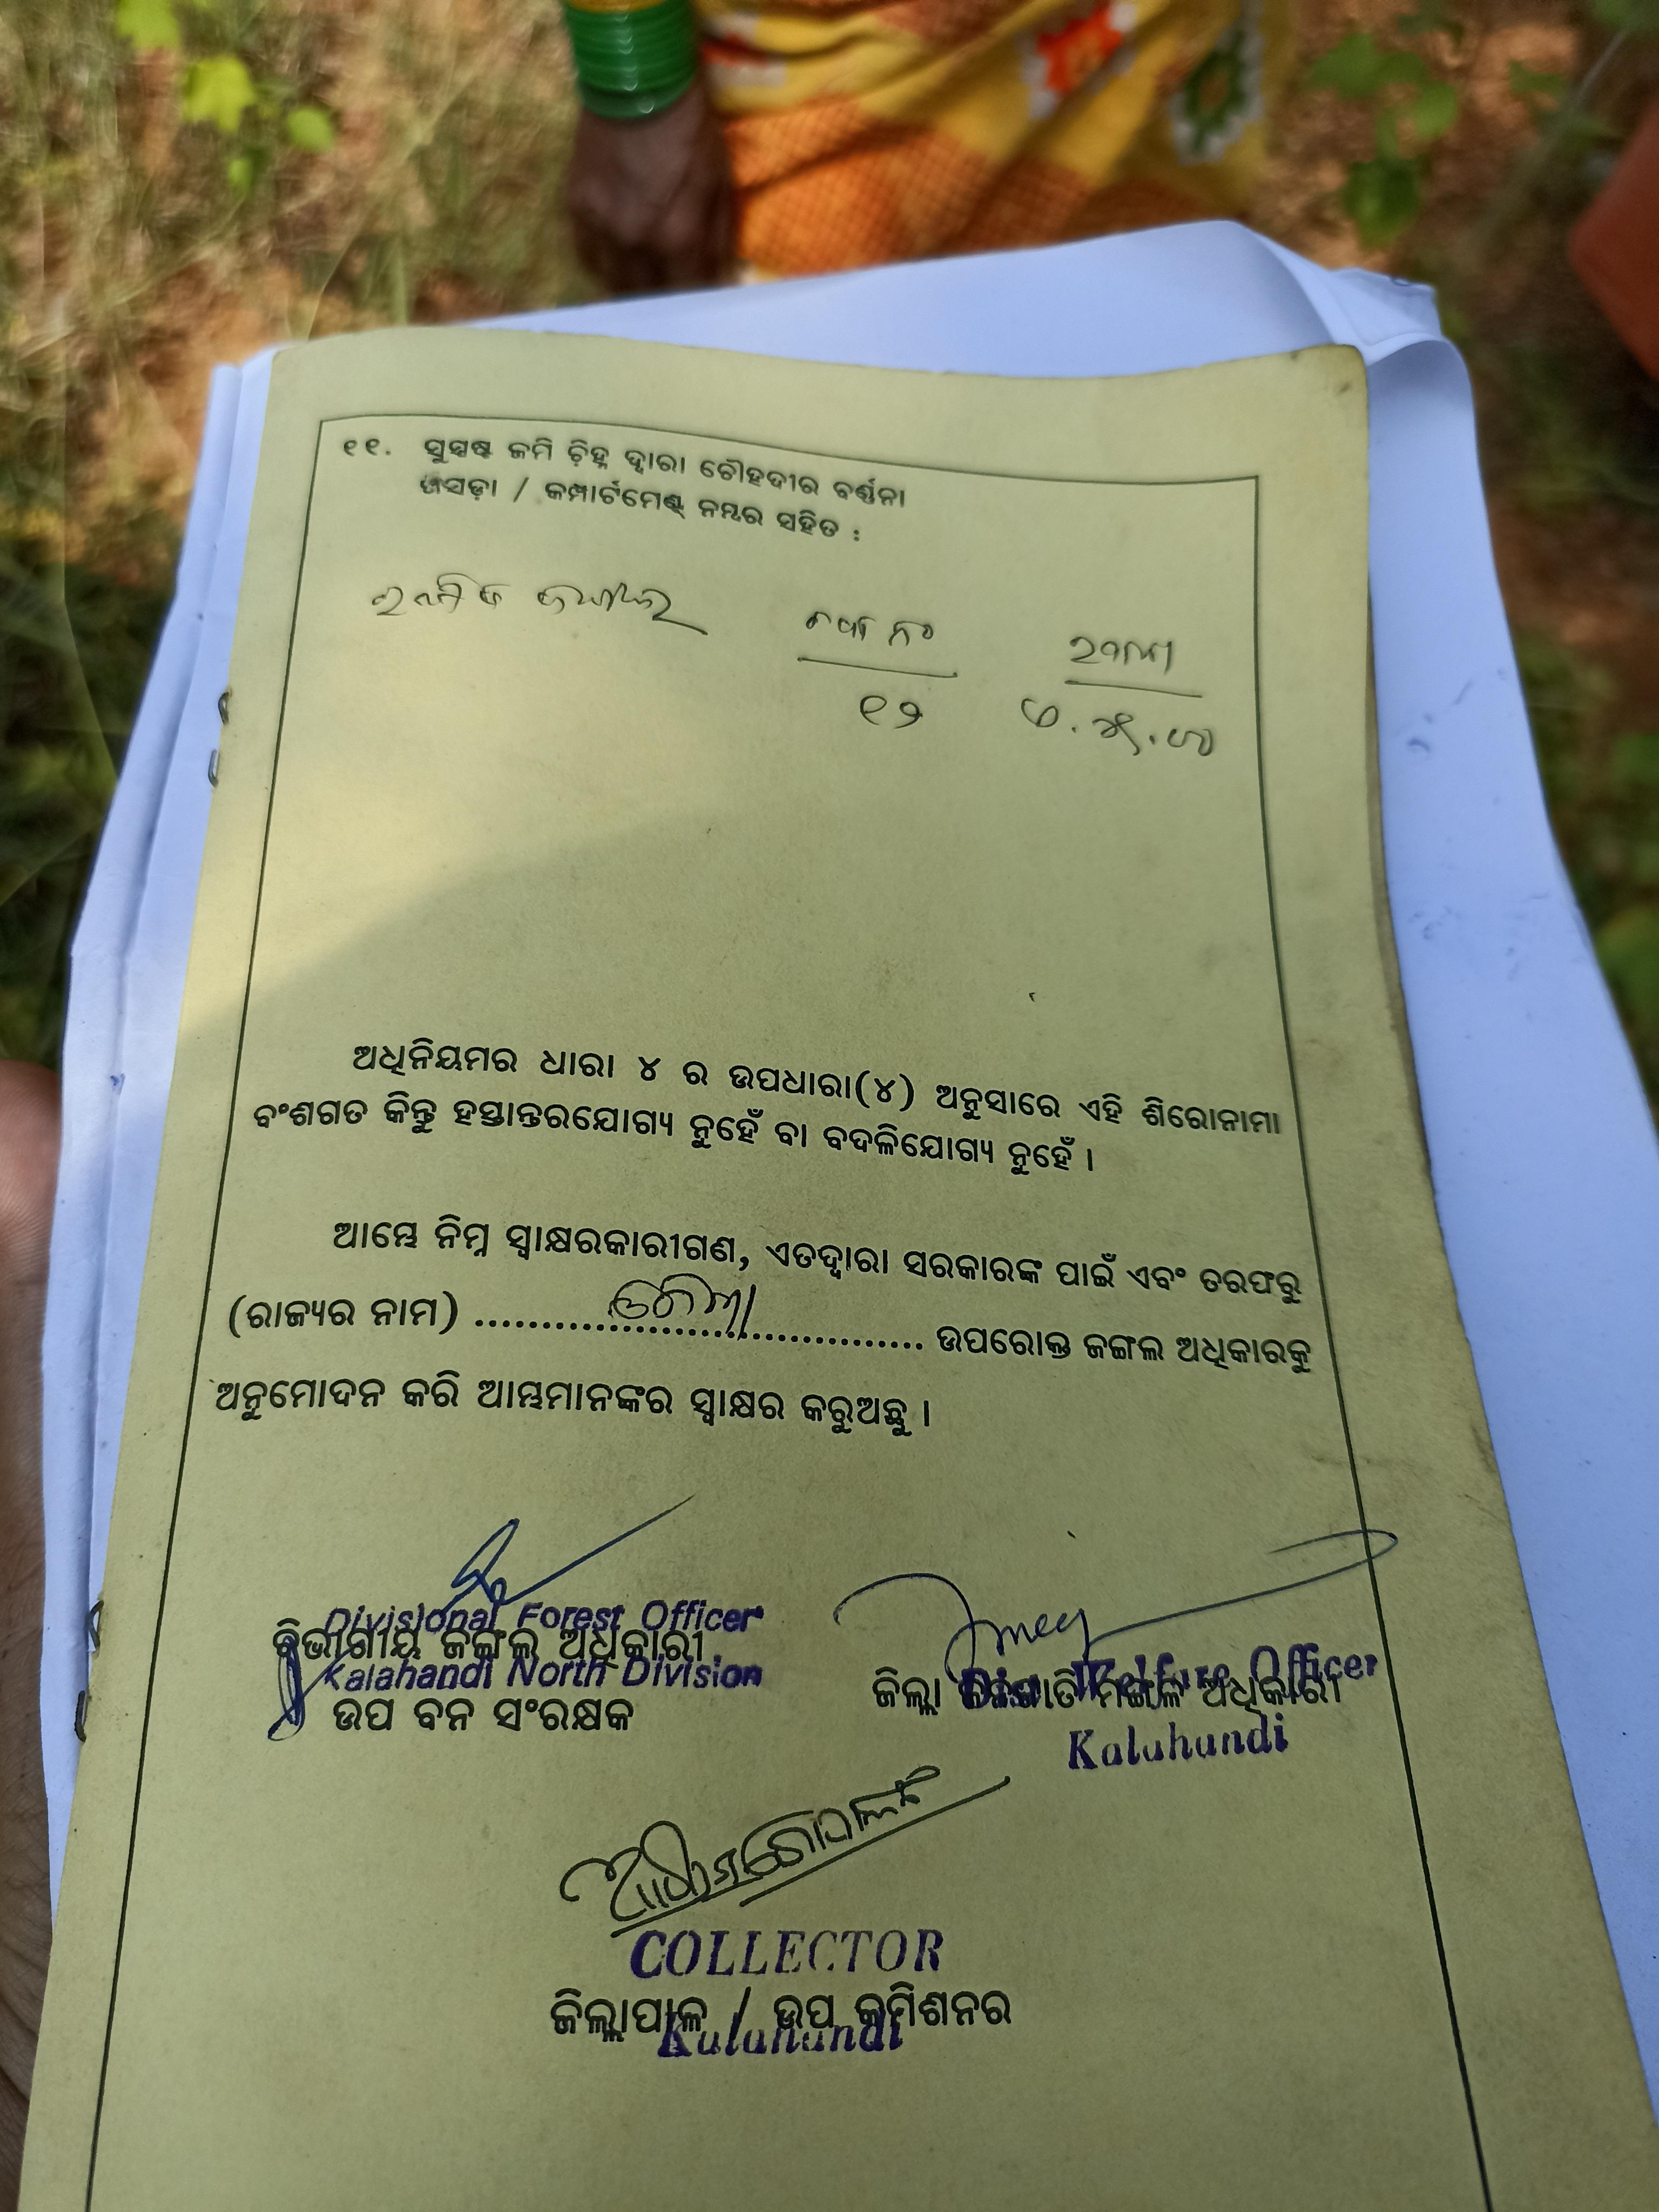 ୧୧. ସୁସ୍ପଷ୍ଟ ଜମି ଚିହ୍ନ ଦ୍ୱାରା ଚୌହଦୀର ବର୍ଣ୍ଣନା
ଖସଡ଼ା / କମ୍ପାର୍ଟମେଣ୍ଟ ନମ୍ବର ସହିତ :
୧୨
ଅଧିନିୟମର ଧାରା ୪ ର ଉପଧାରା(୪) ଅନୁସାରେ ଏହି ଶିରୋନାମା
ବଂଶଗତ କିନ୍ତୁ ହସ୍ତାନ୍ତରଯୋଗ୍ୟ ନୁହେଁ ବା ବଦଳିଯୋଗ୍ୟ ନୁହେଁ ।
ଆମ୍ଭେ ନିମ୍ନ ସ୍ୱାକ୍ଷରକାରୀଗଣ, ଏତଦ୍ୱାରା ସରକାରଙ୍କ ପାଇଁ ଏବଂ ତରଫରୁ
(ରାଜ୍ୟର ନାମ) .................................. ଉପରୋକ୍ତ ଜଙ୍ଗଲ ଅଧିକାରକୁ
ଅନୁମୋଦନ କରି ଆମ୍ଭମାନଙ୍କର ସ୍ୱାକ୍ଷର କରୁଅଛୁ ।
Divisional Forest Officer
ବିଭାଗୀୟ ଜଙ୍ଗଲ ଅଧିକାରୀ
Kalahandi North Division
ଉପ ବନ ସଂରକ୍ଷକ
Welfare Officer
ଜିଲ୍ଲା ମଙ୍ଗଳ ଅଧିକାରୀ
Kalahandi
COLLECTOR
ଜିଲ୍ଲାପାଳ / ଉପ କମିଶନର
Kalahandi